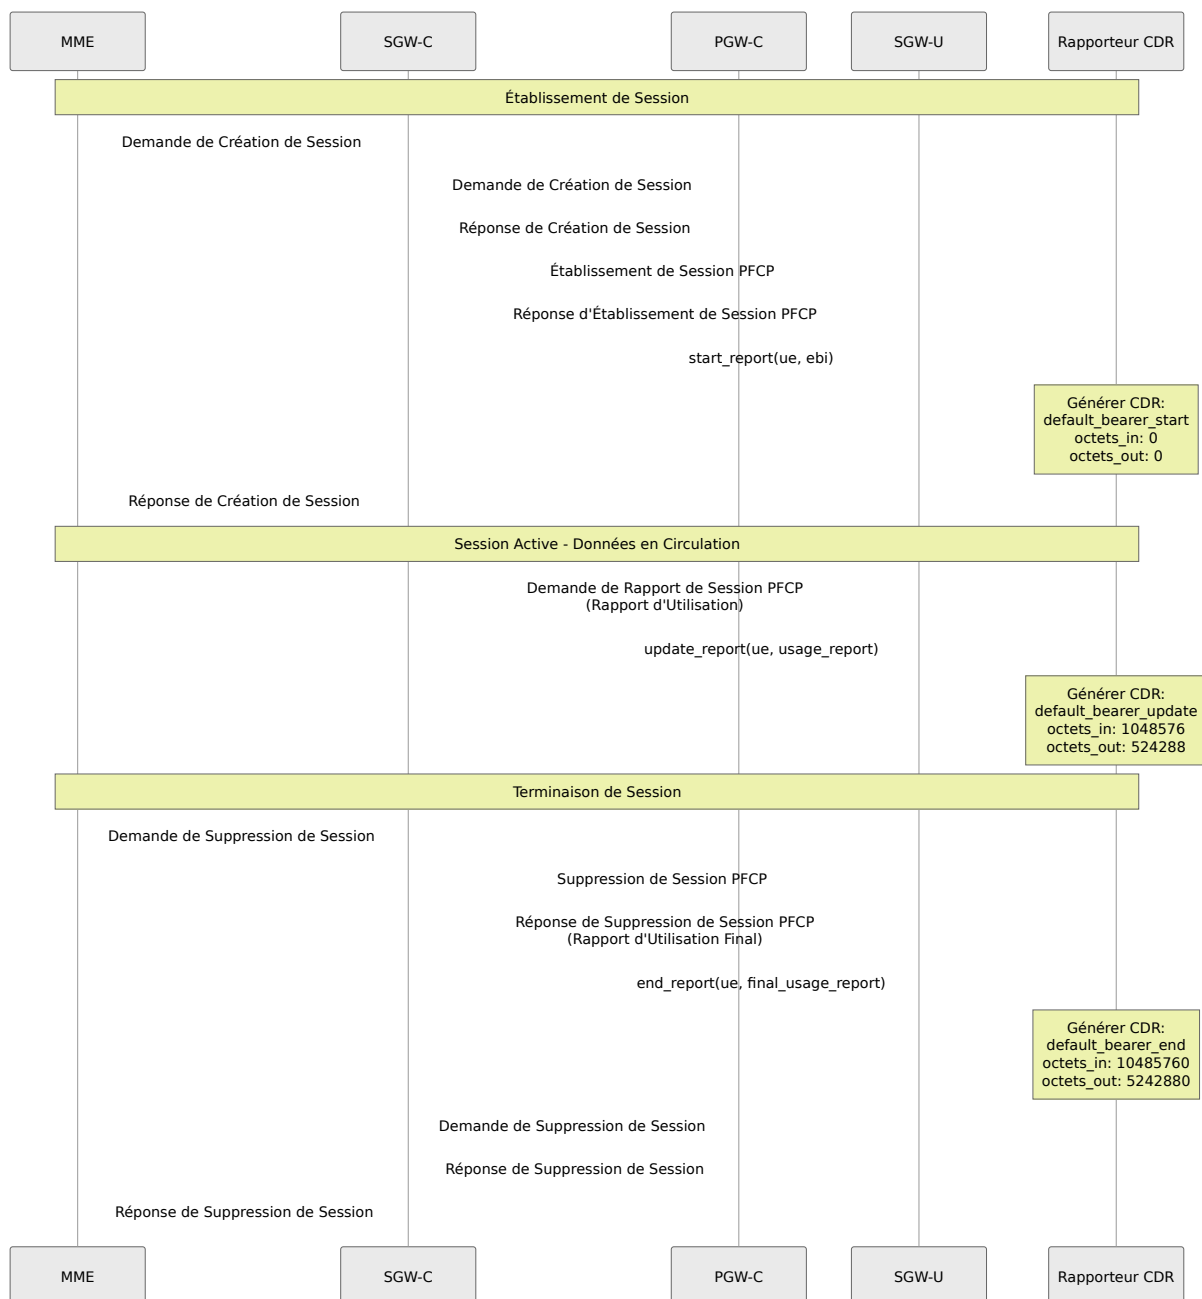 MME
SGW-C
PGW-C
SGW-U
Rapporteur CDR
Établissement de Session
Demande de Création de Session
Demande de Création de Session
Réponse de Création de Session
Établissement de Session PFCP
Réponse d'Établissement de Session PFCP
start_report(ue, ebi)
Générer CDR:
default_bearer_start
octets_in: 0
octets_out: 0
Réponse de Création de Session
Session Active - Données en Circulation
Demande de Rapport de Session PFCP
(Rapport d'Utilisation)
update_report(ue, usage_report)
Générer CDR:
default_bearer_update
octets_in: 1048576
octets_out: 524288
Terminaison de Session
Demande de Suppression de Session
Suppression de Session PFCP
Réponse de Suppression de Session PFCP
(Rapport d'Utilisation Final)
end_report(ue, final_usage_report)
Générer CDR:
default_bearer_end
octets_in: 10485760
octets_out: 5242880
Demande de Suppression de Session
Réponse de Suppression de Session
Réponse de Suppression de Session
MME
SGW-C
PGW-C
SGW-U
Rapporteur CDR